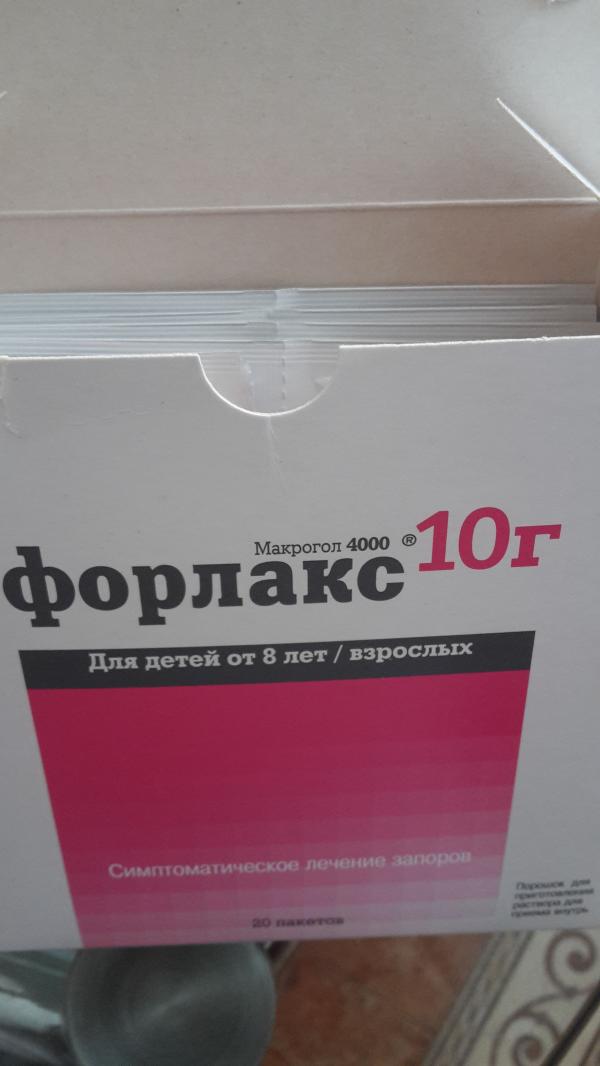 Макрогол 4000
форлакс® 10г
Для детей от 8 лет / взрослых
Симптоматическое лечение запоров
20 пакетов
Порошок для
приготовления
раствора для
приема внутрь